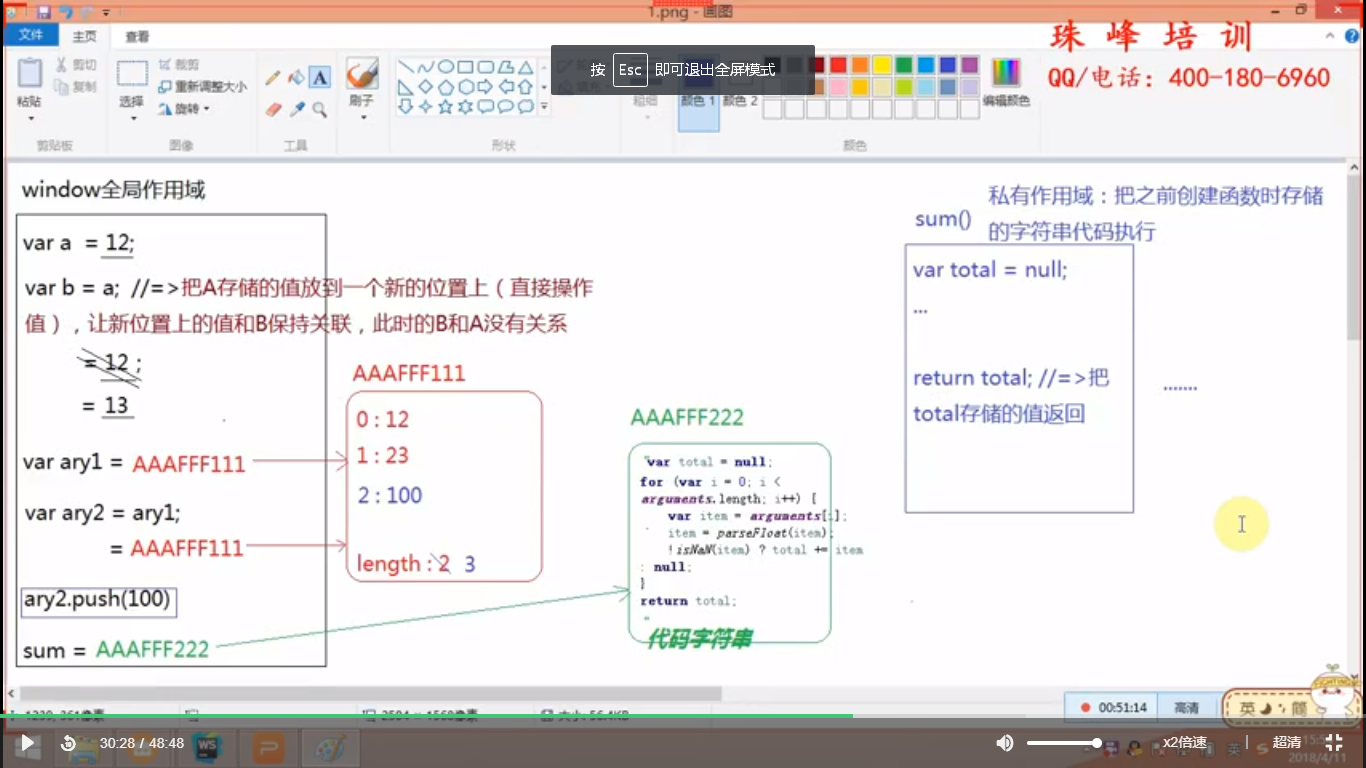 1.png - 画图
文件 主页 查看
珠峰培训
QQ/电话：400-180-6960
按 Esc 即可退出全屏模式
粘贴 剪切
复制
选择 裁剪
重新调整大小
旋转
A
刷子
粗细
颜色 1 颜色 2
编辑颜色
剪贴板 图像 工具 形状 颜色
window全局作用域
var a = 12;
var b = a; //=>把A存储的值放到一个新的位置上（直接操作
值），让新位置上的值和B保持关联，此时的B和A没有关系
= 12 ;
= 13
var ary1 = AAAFFF111
var ary2 = ary1;
= AAAFFF111
ary2.push(100)
sum = AAAFFF222
AAAFFF111
0 : 12
1 : 23
2 : 100
length : 2 3
AAAFFF222
"var total = null;
for (var i = 0; i <
arguments.length; i++) {
var item = arguments[i];
item = parseFloat(item);
!isNaN(item) ? total += item
: null;
}
return total;
"
代码字符串
sum()
私有作用域：把之前创建函数时存储
的字符串代码执行
var total = null;
...
return total; //=>把
total存储的值返回
.......
00:51:14 高清
英 简
FIGHTING
30:28 / 48:48
WS
P
x2倍速
超清
2018/4/11